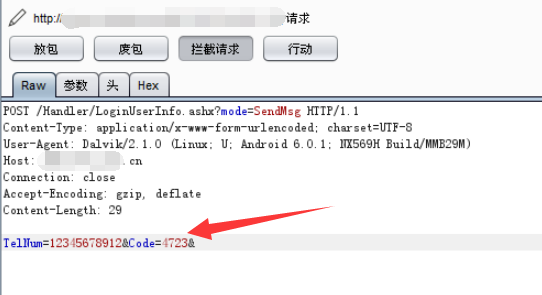 http:// 请求
放包 废包 拦截请求 行动
Raw 参数 头 Hex
POST /Handler/LoginUserInfo.ashx?mode=SendMsg HTTP/1.1
Content-Type: application/x-www-form-urlencoded; charset=UTF-8
User-Agent: Dalvik/2.1.0 (Linux; U; Android 6.0.1; NX569H Build/MMB29M)
Host: .cn
Connection: close
Accept-Encoding: gzip, deflate
Content-Length: 29
TelNum=12345678912&Code=4723&